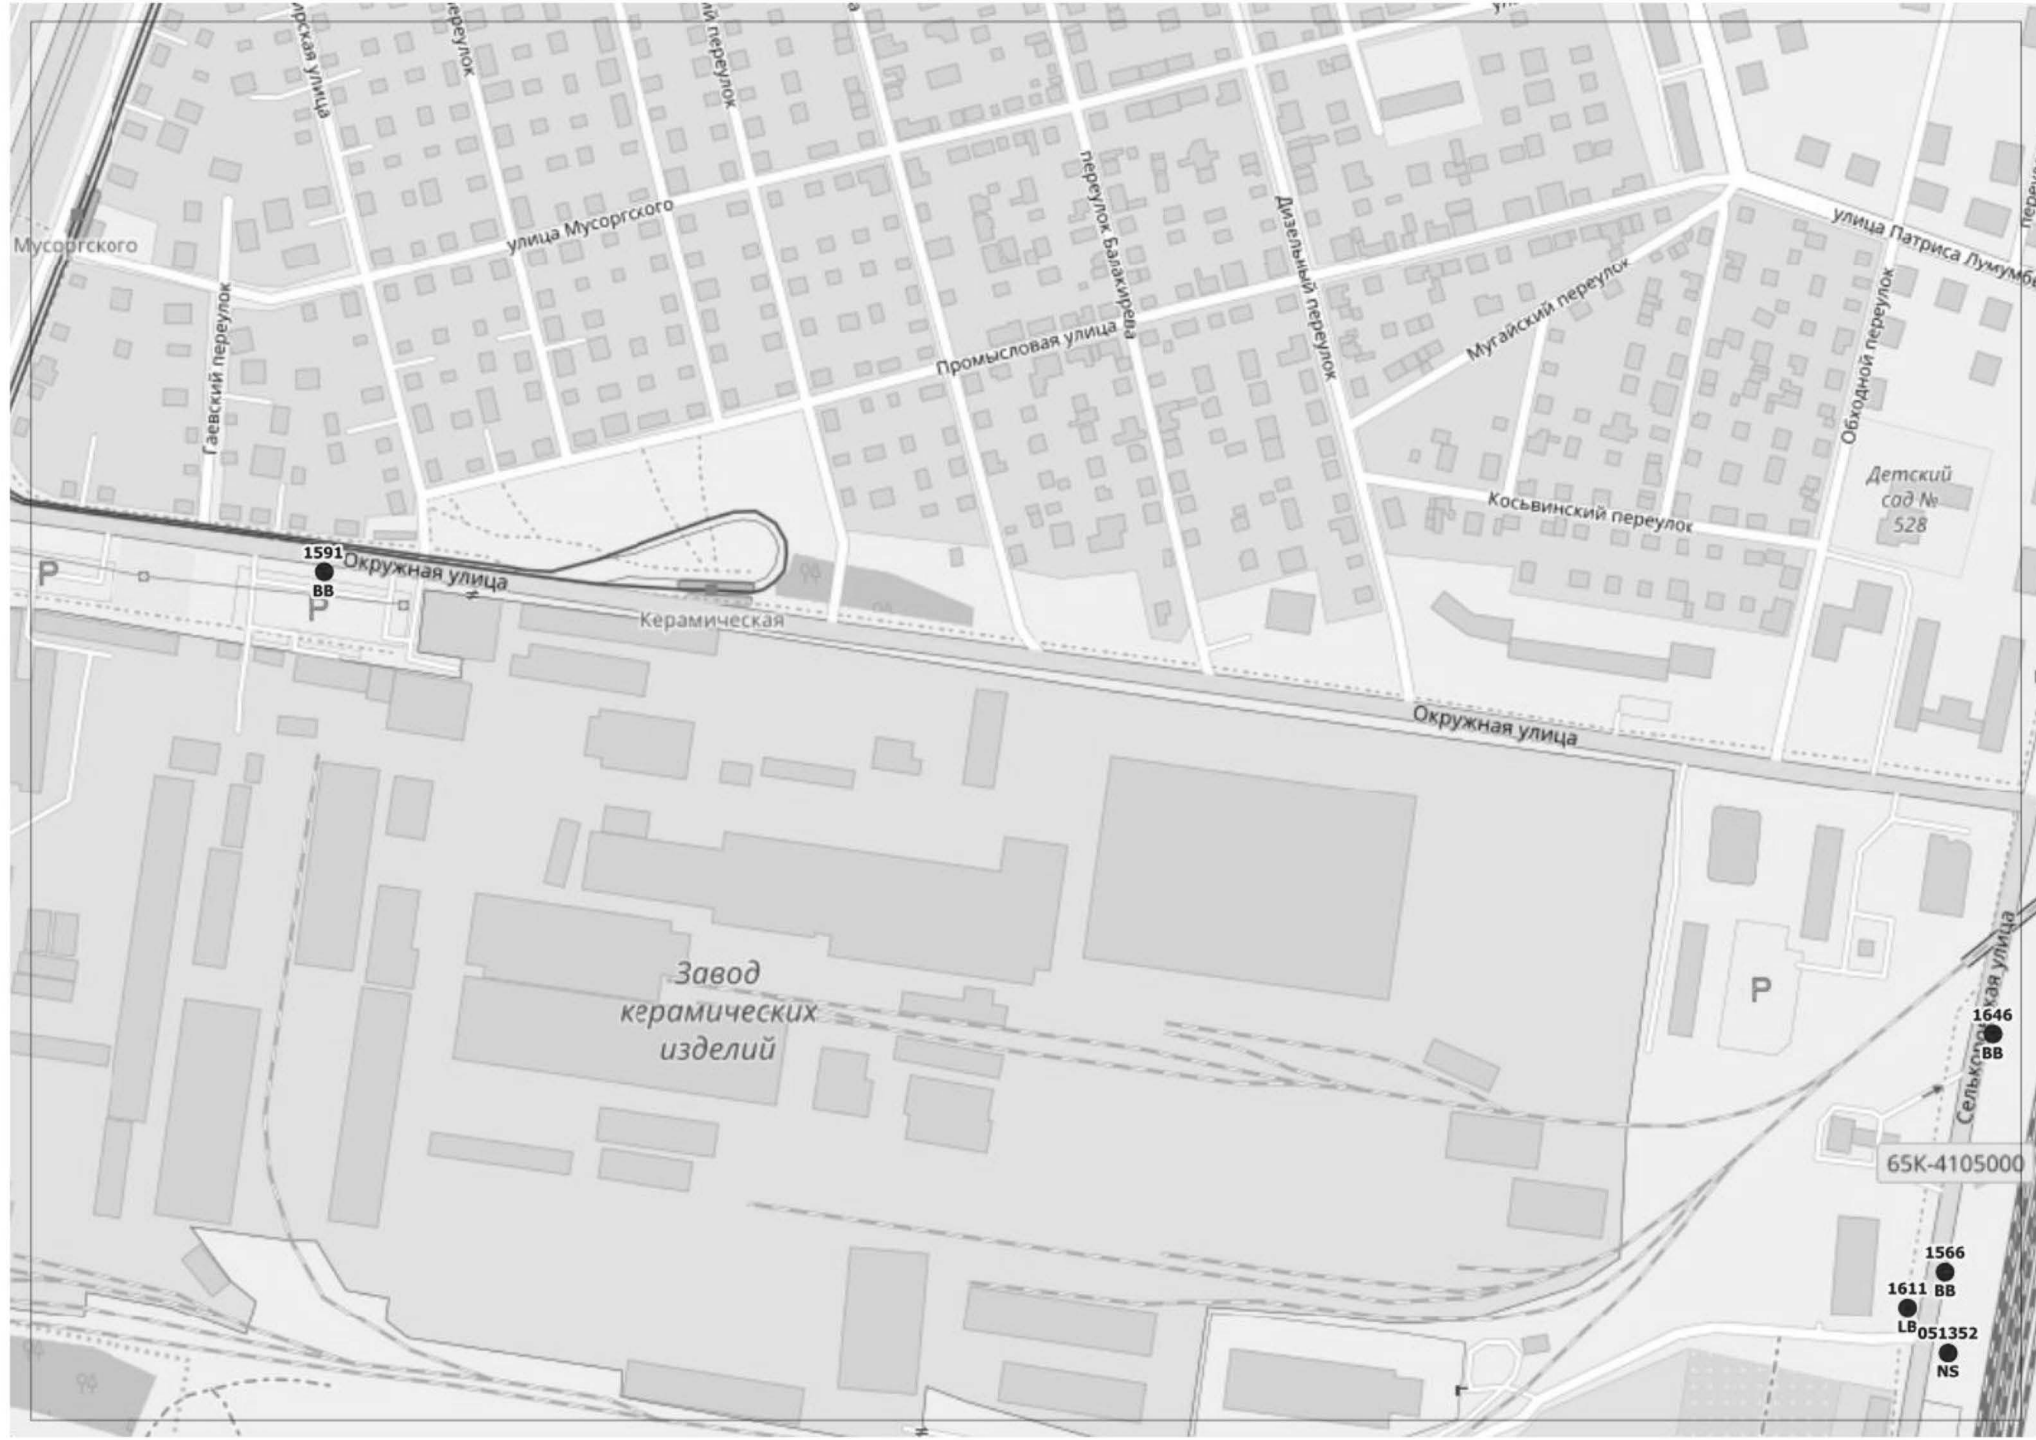 улица Мусоргского
Мусоргского
Гаевский переулок
Промысловая улица
переулок Балакирева
Дизельный переулок
Мугайский переулок
улица Патриса Лумумбы
Обходной переулок
Косьвинский переулок
Детский
сад №
528
1591
BB
P
P
Окружная улица
Керамическая
Окружная улица
Завод
керамических
изделий
P
Селькоровская улица
1646
BB
65К-4105000
1566
BB
1611
LB
051352
NS